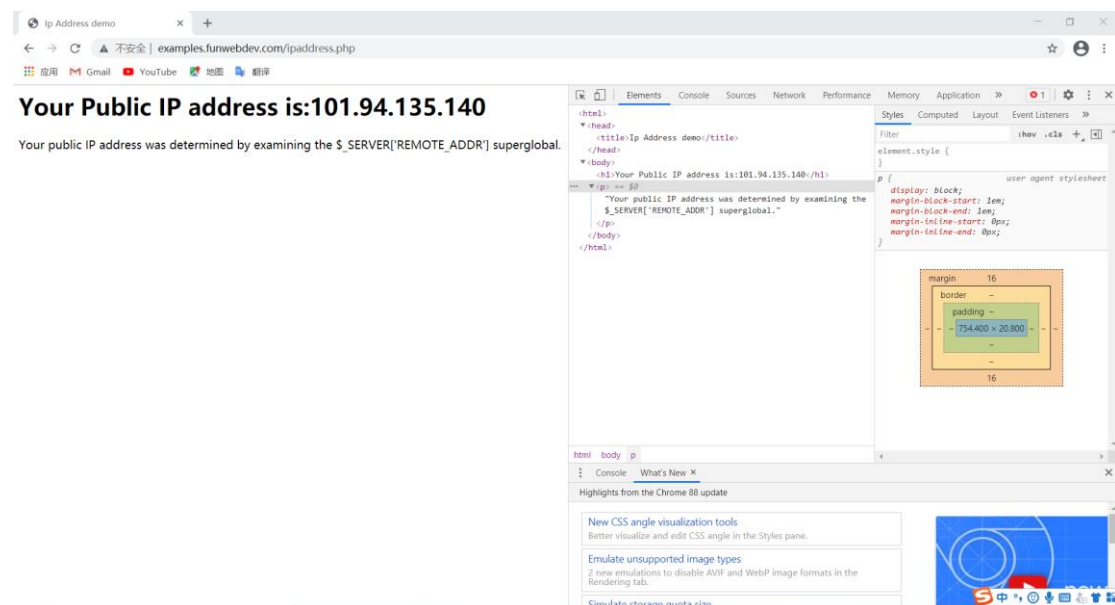 Ip Address demo
不安全 | examples.funwebdev.com/ipaddress.php
应用 Gmail YouTube 地图 翻译
Your Public IP address is:101.94.135.140
Your public IP address was determined by examining the $_SERVER['REMOTE_ADDR'] superglobal.
Elements Console Sources Network Performance Memory Application » 1
<html>
▼<head>
<title>Ip Address demo</title>
</head>
▼<body>
<h1>Your Public IP address is:101.94.135.140</h1>
··· ▼<p> == $0
"Your public IP address was determined by examining the
$_SERVER['REMOTE_ADDR'] superglobal."
</p>
</body>
</html>
html body p
Styles Computed Layout Event Listeners »
Filter :hov .cls +
element.style {
}
p { user agent stylesheet
display: block;
margin-block-start: 1em;
margin-block-end: 1em;
margin-inline-start: 0px;
margin-inline-end: 0px;
}
margin 16
border –
padding –
– – – 754.400 × 20.800 – – –
–
–
16
Console What's New ×
Highlights from the Chrome 88 update
New CSS angle visualization tools
Better visualize and edit CSS angle in the Styles pane.
Emulate unsupported image types
2 new emulations to disable AVIF and WebP image formats in the
Rendering tab.
Simulate storage quota size
new
中